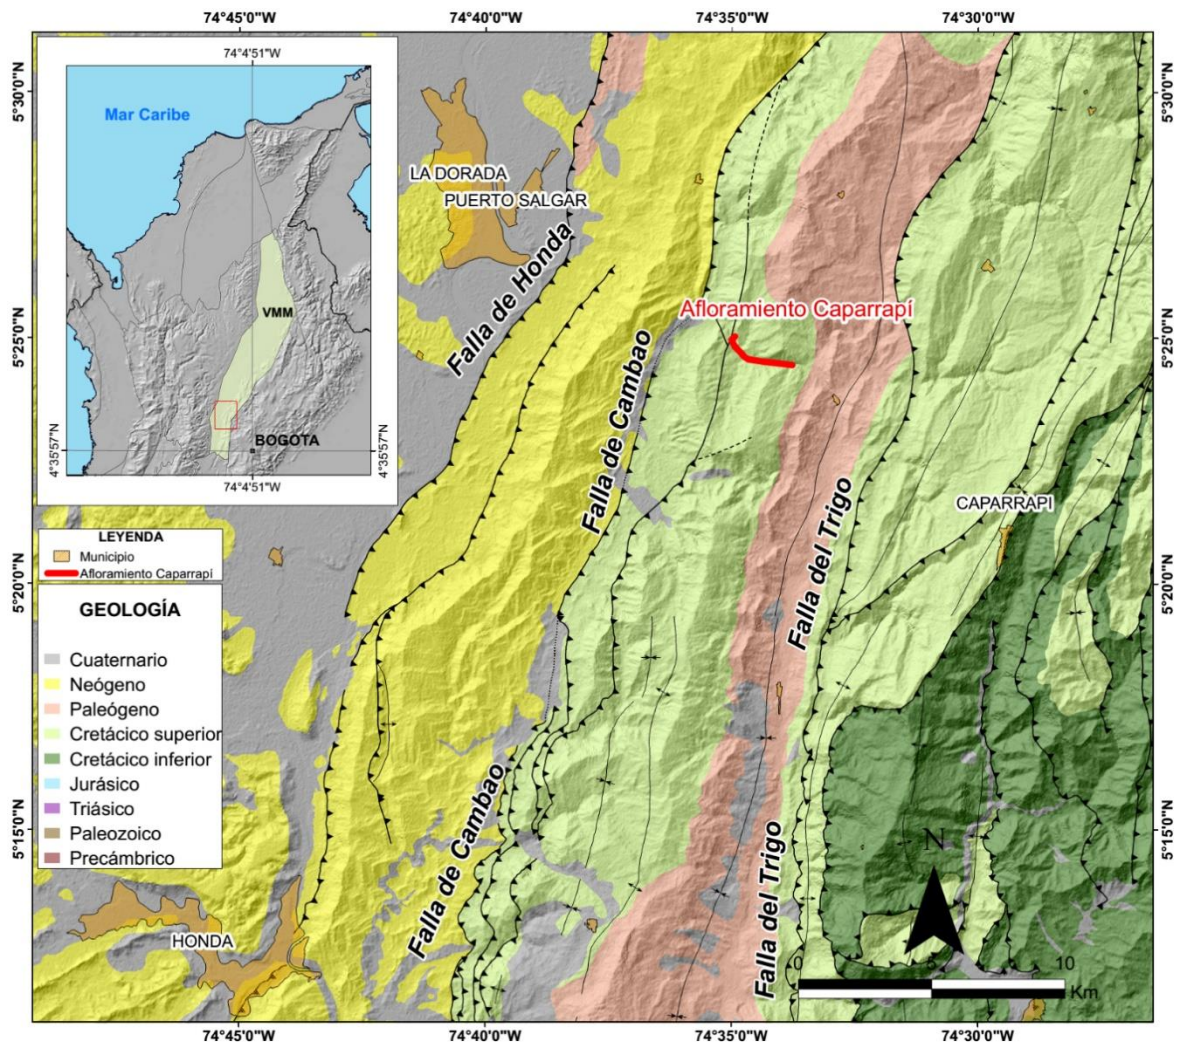 74°45'0"W
74°40'0"W
74°35'0"W
74°30'0"W
74°4'51"W
Mar Caribe
VMM
BOGOTA
4°35'57"N
4°35'57"N
74°4'51"W
5°30'0"N
5°30'0"N
LA DORADA
PUERTO SALGAR
Falla de Honda
Afloramiento Caparrapí
5°25'0"N
5°25'0"N
Falla de Cambao
Falla del Trigo
CAPARRAPI
LEYENDA
Municipio
Afloramiento Caparrapí
5°20'0"N
5°20'0"N
GEOLOGÍA
Cuaternario
Neógeno
Paleógeno
Cretácico superior
Cretácico inferior
Jurásico
Triásico
Paleozoico
Precámbrico
5°15'0"N
5°15'0"N
Falla de Cambao
Falla del Trigo
HONDA
N
0 5 10
Km
74°45'0"W
74°40'0"W
74°35'0"W
74°30'0"W